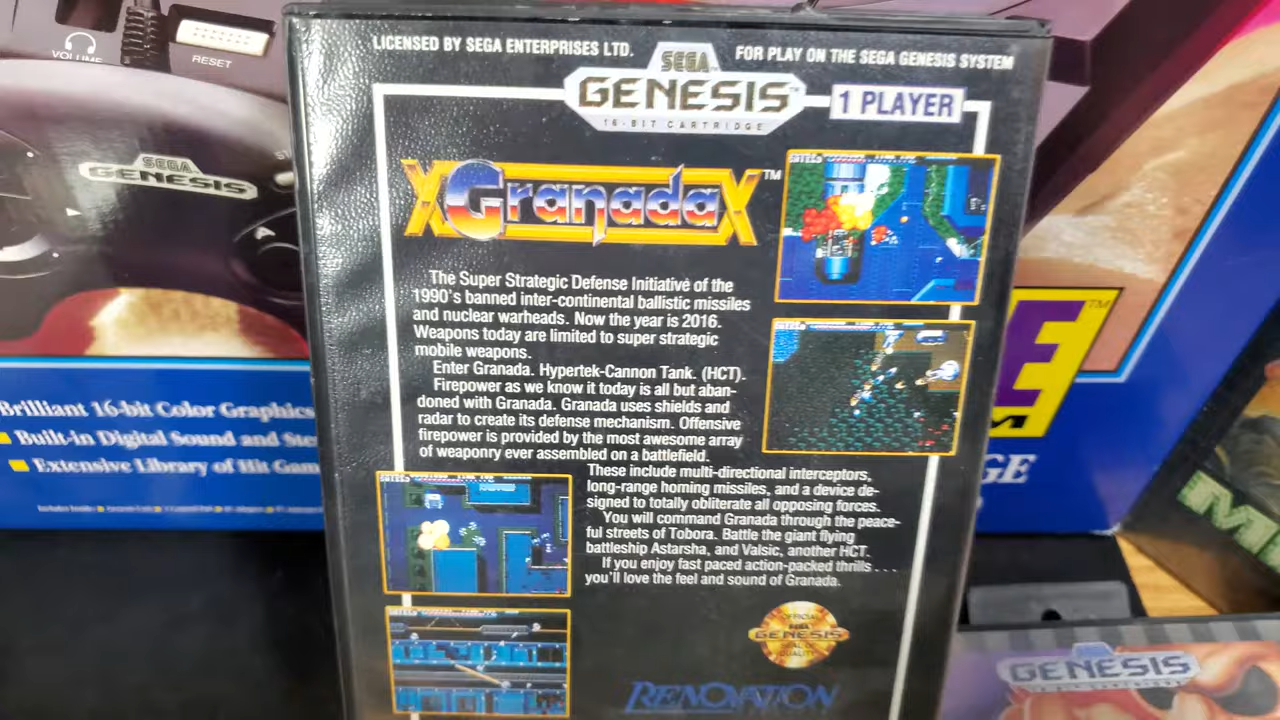 VOLUME
RESET
SEGA
GENESIS
Brilliant 16-bit Color Graphics
Built-in Digital Sound and Ste
Extensive Library of Hit Gam
LICENSED BY SEGA ENTERPRISES LTD.
FOR PLAY ON THE SEGA GENESIS SYSTEM
SEGA
GENESIS™
16-BIT CARTRIDGE
1 PLAYER
XGranadaX™
The Super Strategic Defense Initiative of the
1990's banned inter-continental ballistic missiles
and nuclear warheads. Now the year is 2016.
Weapons today are limited to super strategic
mobile weapons.
Enter Granada. Hypertek-Cannon Tank. (HCT).
Firepower as we know it today is all but aban-
doned with Granada. Granada uses shields and
radar to create its defense mechanism. Offensive
firepower is provided by the most awesome array
of weaponry ever assembled on a battlefield.
These include multi-directional interceptors,
long-range homing missiles, and a device de-
signed to totally obliterate all opposing forces.
You will command Granada through the peace-
ful streets of Tobora. Battle the giant flying
battleship Astarsha, and Valsic, another HCT.
If you enjoy fast paced action-packed thrills . . .
you'll love the feel and sound of Granada.
OFFICIAL
SEGA
GENESIS
SEAL OF
QUALITY
RENOVATION
E™
M
GE
M
GENESIS